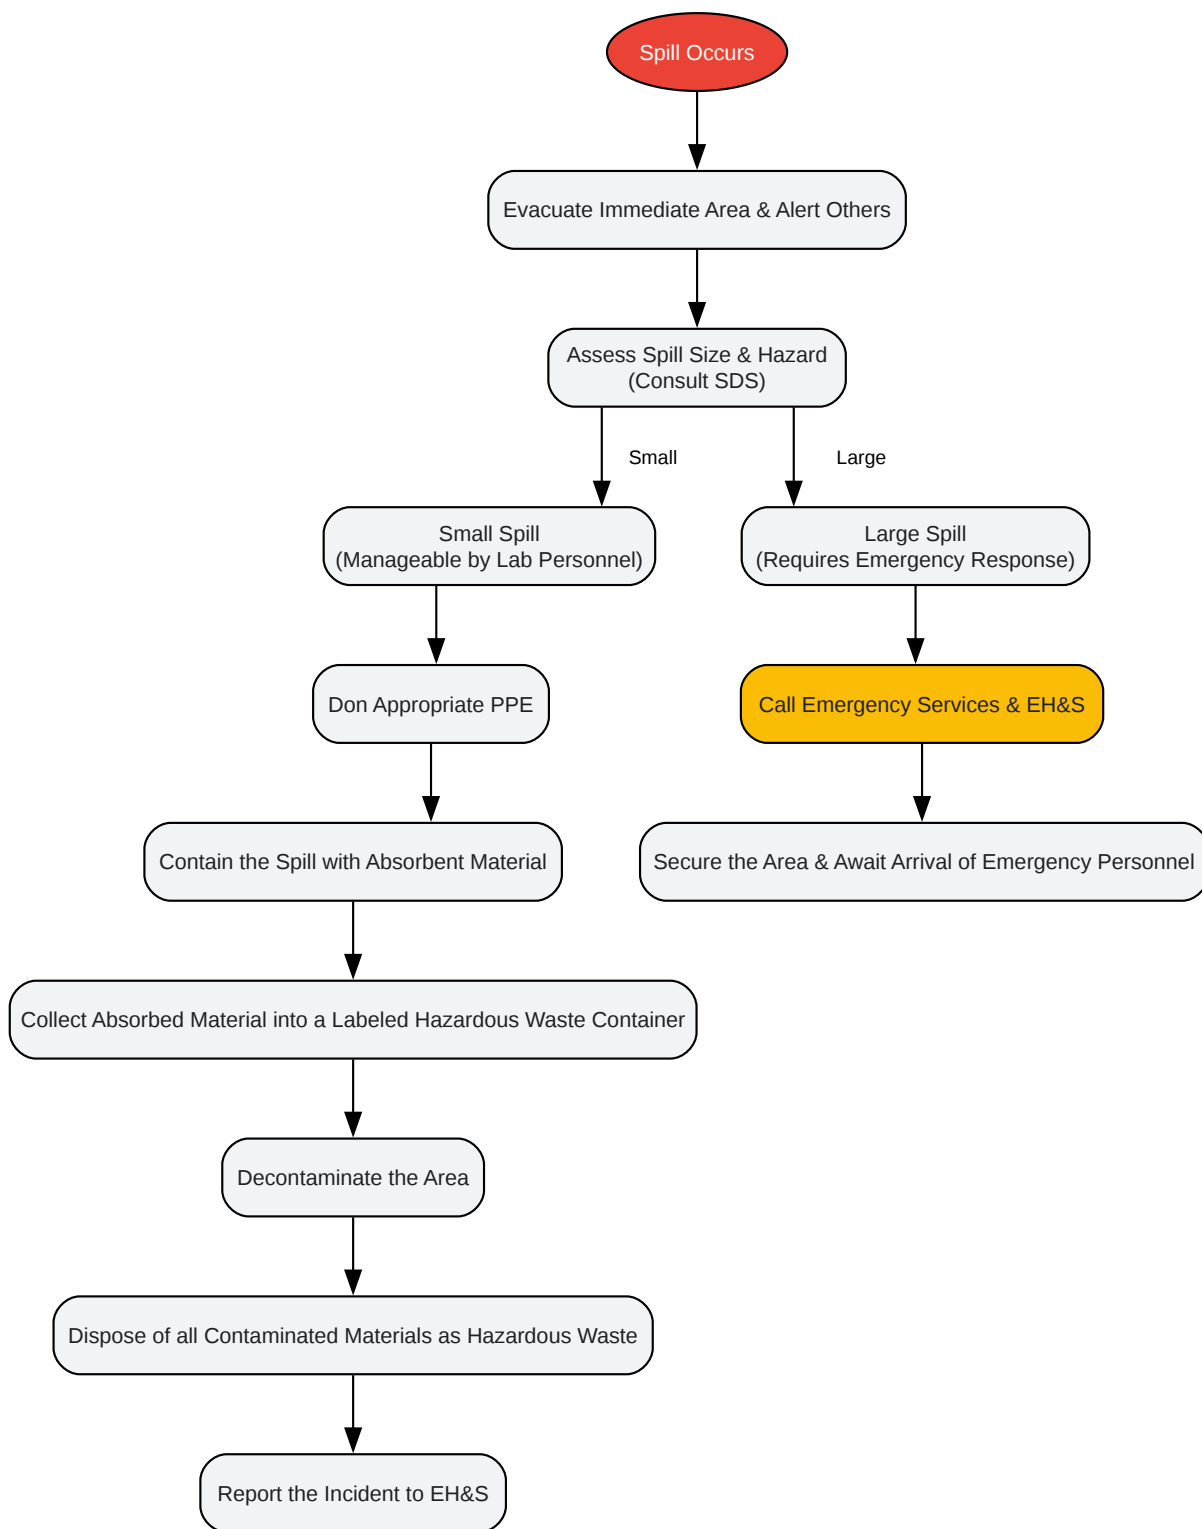 Spill Occurs
Evacuate Immediate Area & Alert Others
Assess Spill Size & Hazard
(Consult SDS)
Small
Large
Small Spill
(Manageable by Lab Personnel)
Large Spill
(Requires Emergency Response)
Don Appropriate PPE
Call Emergency Services & EH&S
Contain the Spill with Absorbent Material
Secure the Area & Await Arrival of Emergency Personnel
Collect Absorbed Material into a Labeled Hazardous Waste Container
Decontaminate the Area
Dispose of all Contaminated Materials as Hazardous Waste
Report the Incident to EH&S